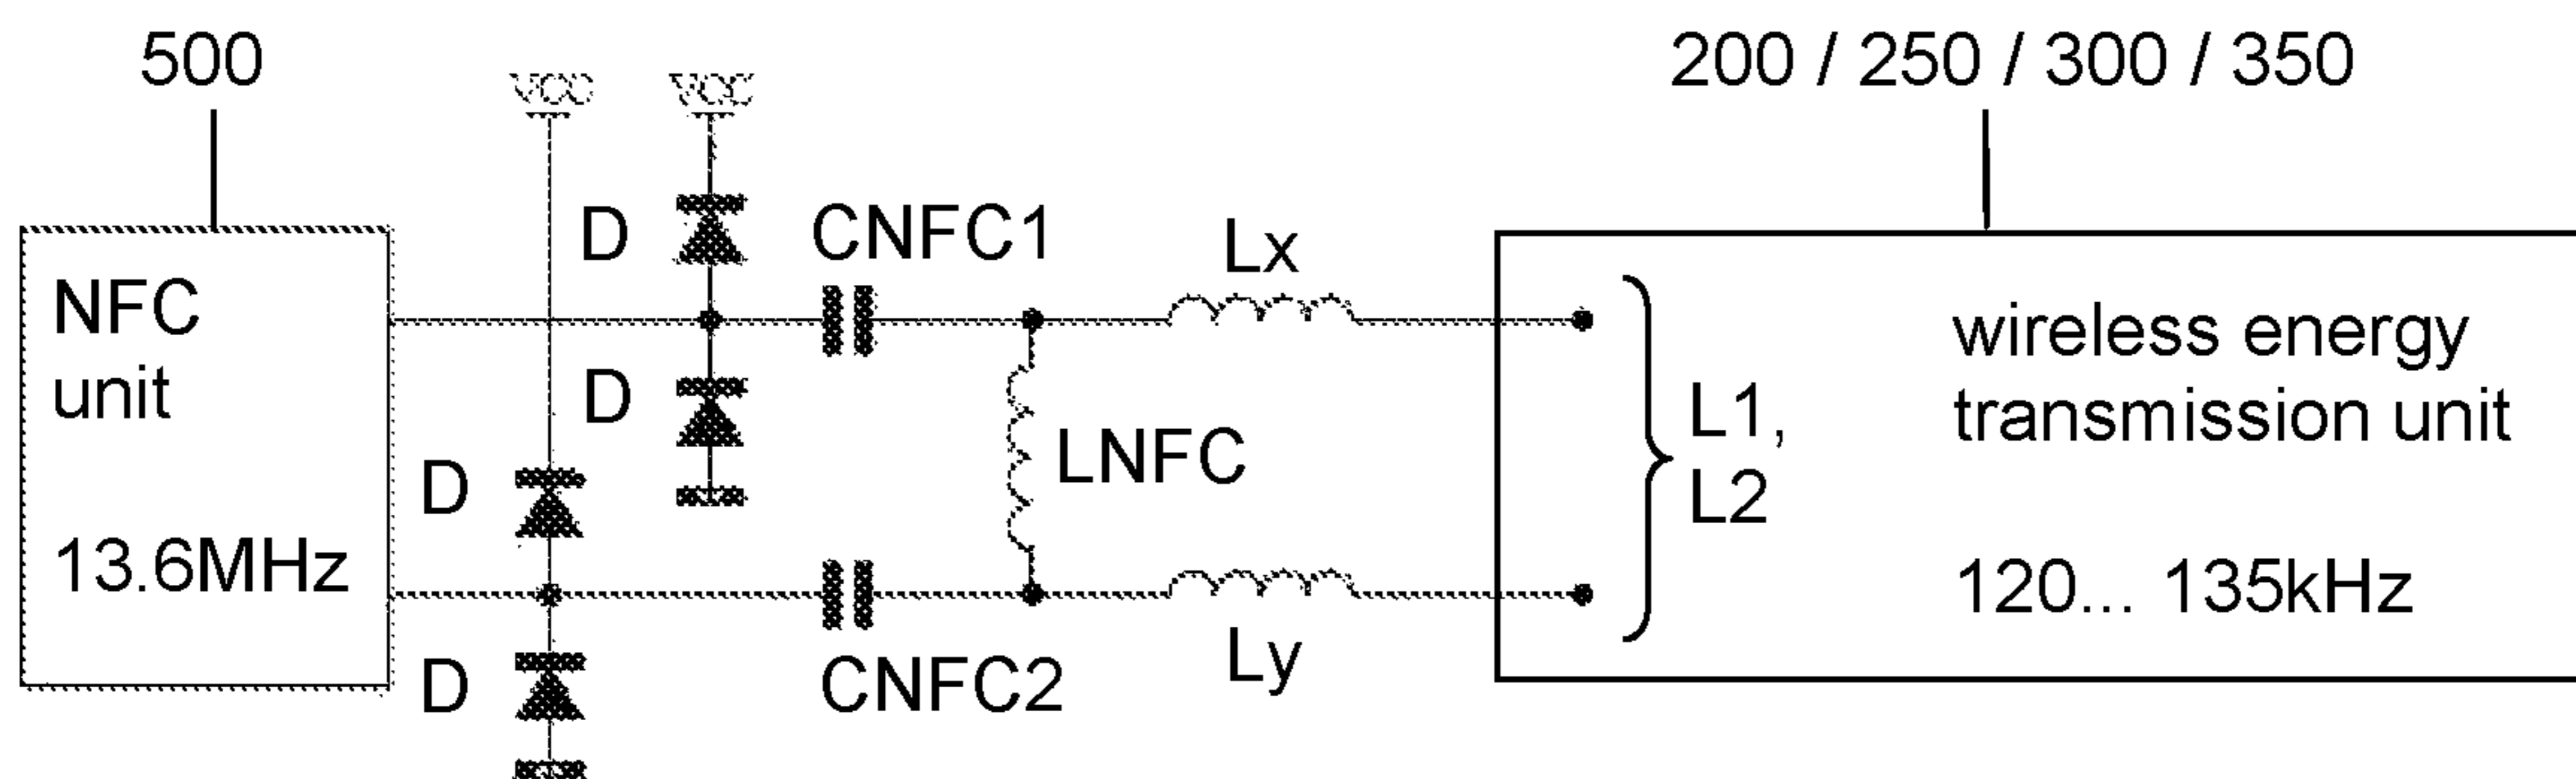 500
200 / 250 / 300 / 350
VCC
VCC
D
CNFC1
Lx
NFC
unit
wireless energy
transmission unit
D
LNFC
L1,
L2
D
13.6MHz
120... 135kHz
D
CNFC2
Ly